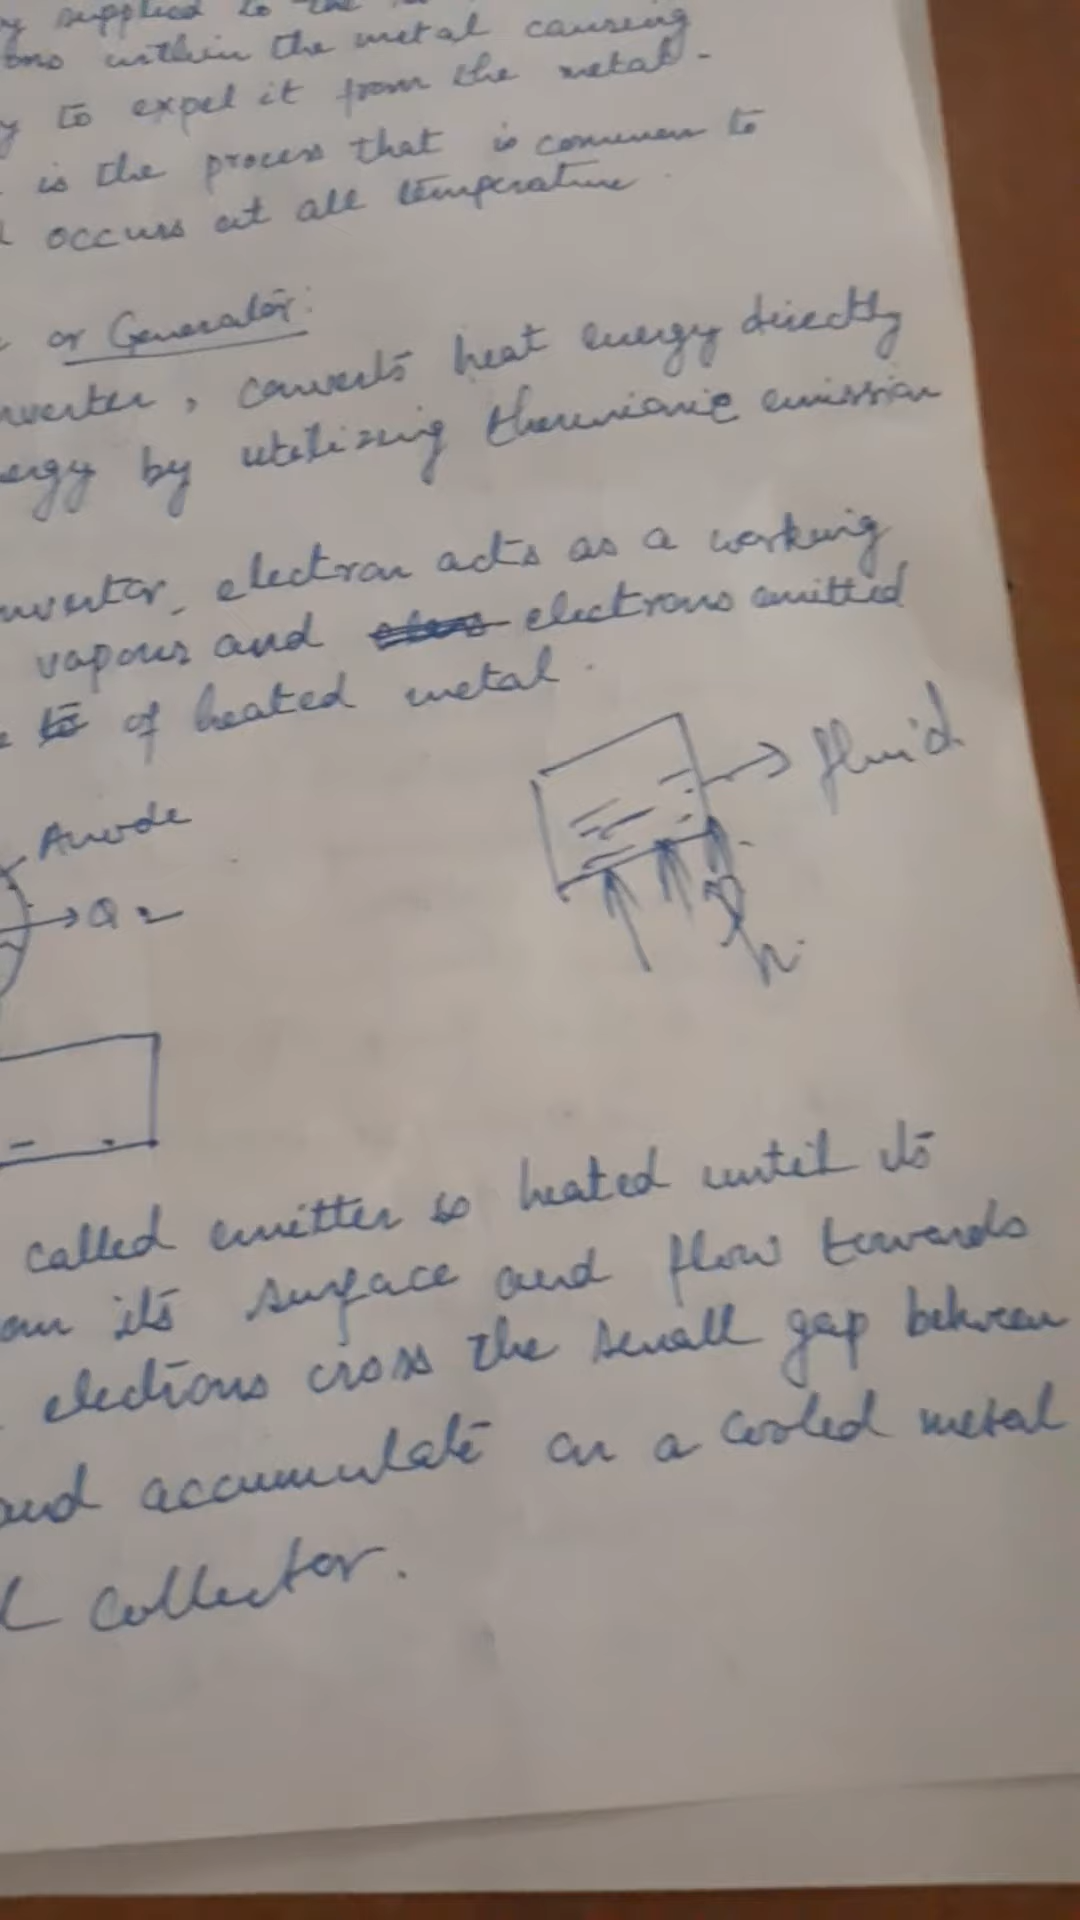 supplied to the
within the metal causing
to expel it from the metal.
is the process that is common to
occurs at all temperature.
or Generator:
converts heat energy directly
by utilizing thermionic emission
electron acts as a working
vapours and electrons emitted
of heated metal.
fluid
Anode
Q2
called emitter is heated until its
its surface and flow towards
electrons cross the small gap between
and accumulate on a cooled metal
collector.